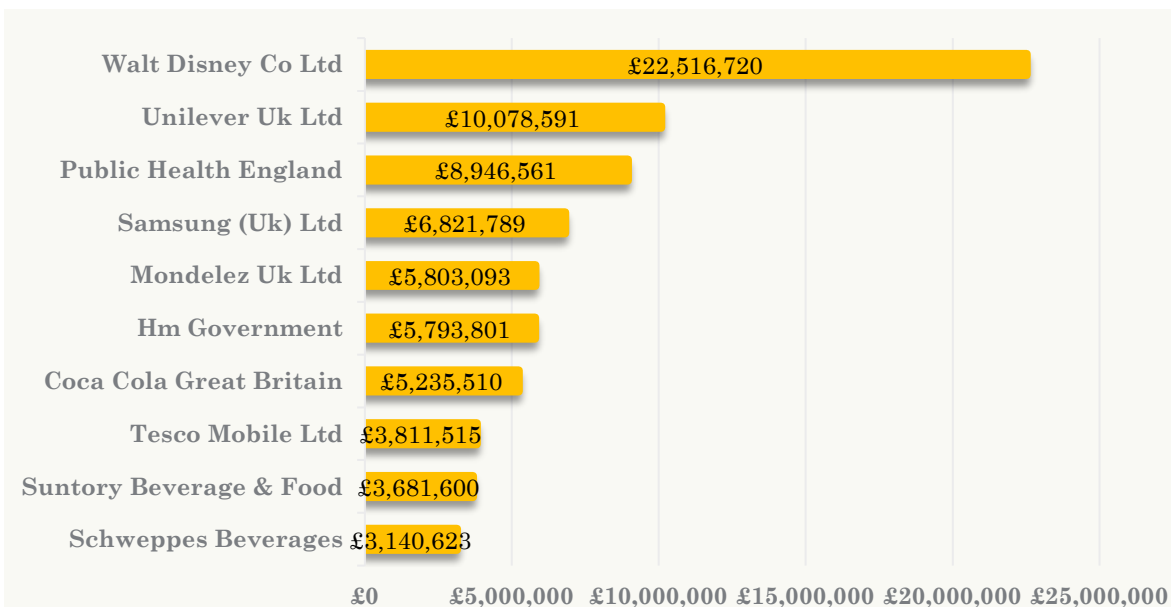 Walt Disney Co Ltd £22,516,720
Unilever Uk Ltd £10,078,591
Public Health England £8,946,561
Samsung (Uk) Ltd £6,821,789
Mondelez Uk Ltd £5,803,093
Hm Government £5,793,801
Coca Cola Great Britain £5,235,510
Tesco Mobile Ltd £3,811,515
Suntory Beverage & Food £3,681,600
Schweppes Beverages £3,140,623
£0 £5,000,000 £10,000,000 £15,000,000 £20,000,000 £25,000,000